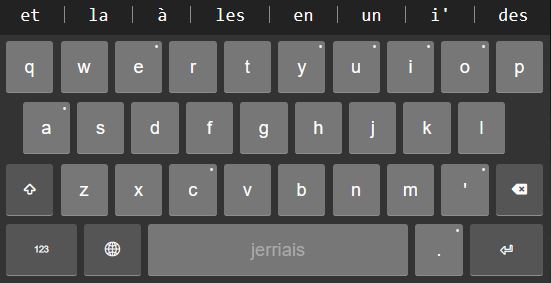 et la à les en un i' des
q w e r t y u i o p
a s d f g h j k l
z x c v b n m '
123 jerriais .